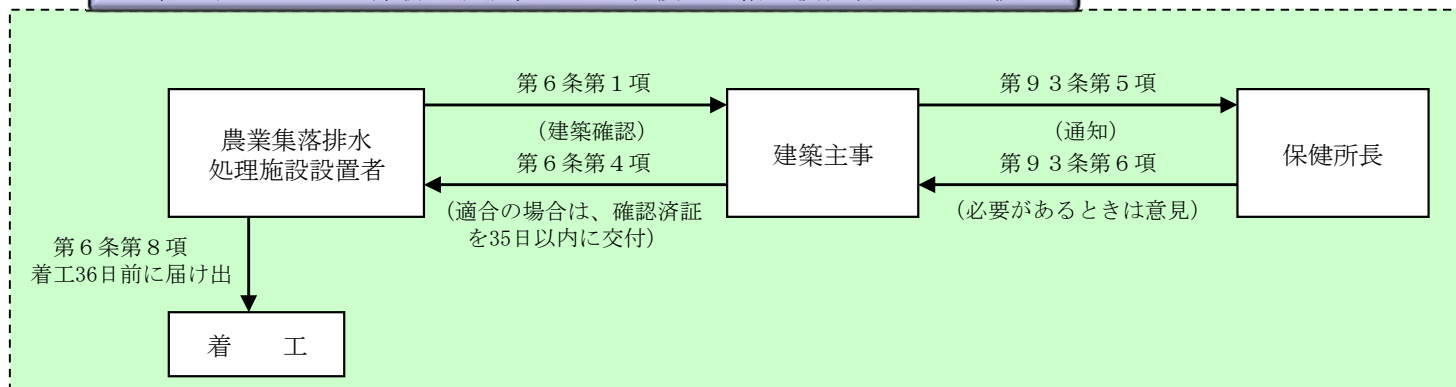 第６条第１項
（建築確認）
第６条第４項
（適合の場合は、確認済証
を35日以内に交付）
第９３条第５項
（通知）
第９３条第６項
（必要があるときは意見）
農業集落排水
処理施設設置者
建築主事
保健所長
第６条第８項
着工36日前に届け出
着　　工